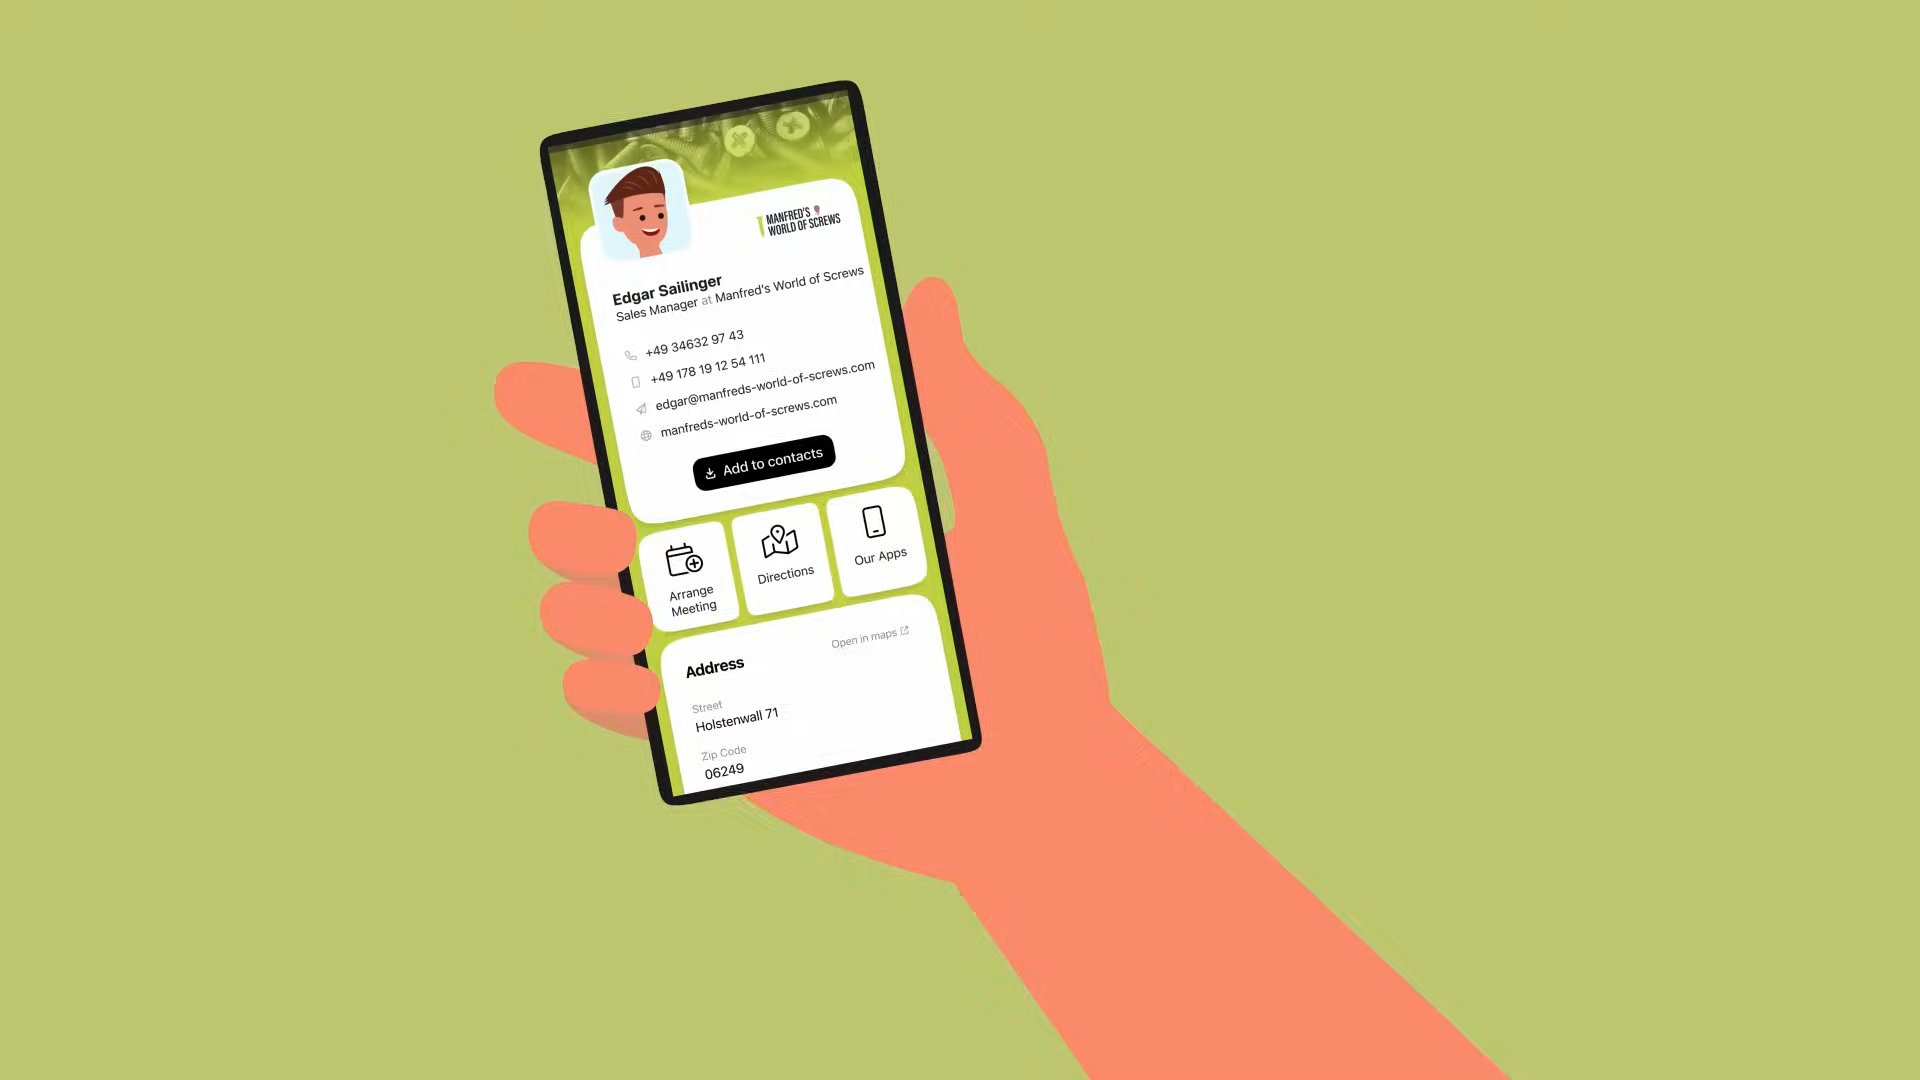 MANFRED'S
WORLD OF SCREWS
Edgar Sailinger
Sales Manager at Manfred's World of Screws
+49 34632 97 43
+49 178 19 12 54 111
edgar@manfreds-world-of-screws.com
manfreds-world-of-screws.com
Add to contacts
Arrange
Meeting
Directions
Our Apps
Address
Open in maps
Street
Holstenwall 71
Zip Code
06249